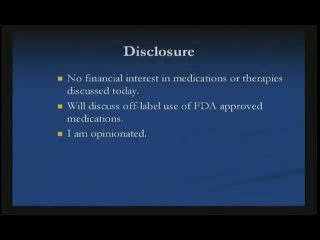 Disclosure
No financial interest in medications or therapies
discussed today.
Will discuss off-label use of FDA approved
medications.
I am opinionated.